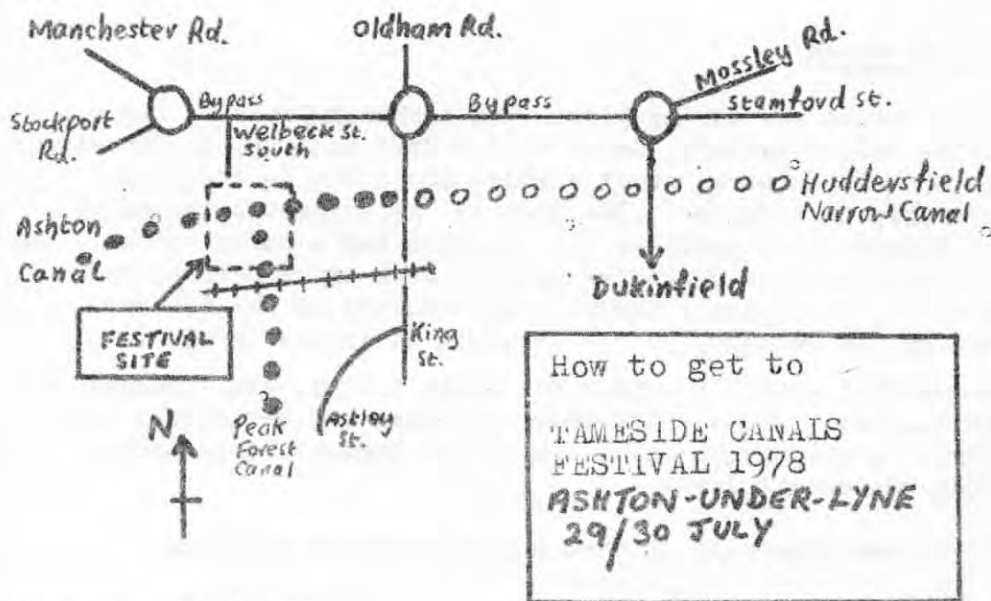 Manchester Rd.
Oldham Rd.
Mossley Rd.
Stamford St.
Bypass
Bypass
Stockport
Rd.
Welbeck St.
South
Huddersfield
Narrow Canal
Ashton
Canal
Dukinfield
FESTIVAL
SITE
King
St.
Astley
St.
Peak
Forest
Canal
N
How to get to
TAMESIDE CANALS
FESTIVAL 1978
ASHTON-UNDER-LYNE
29/30 JULY